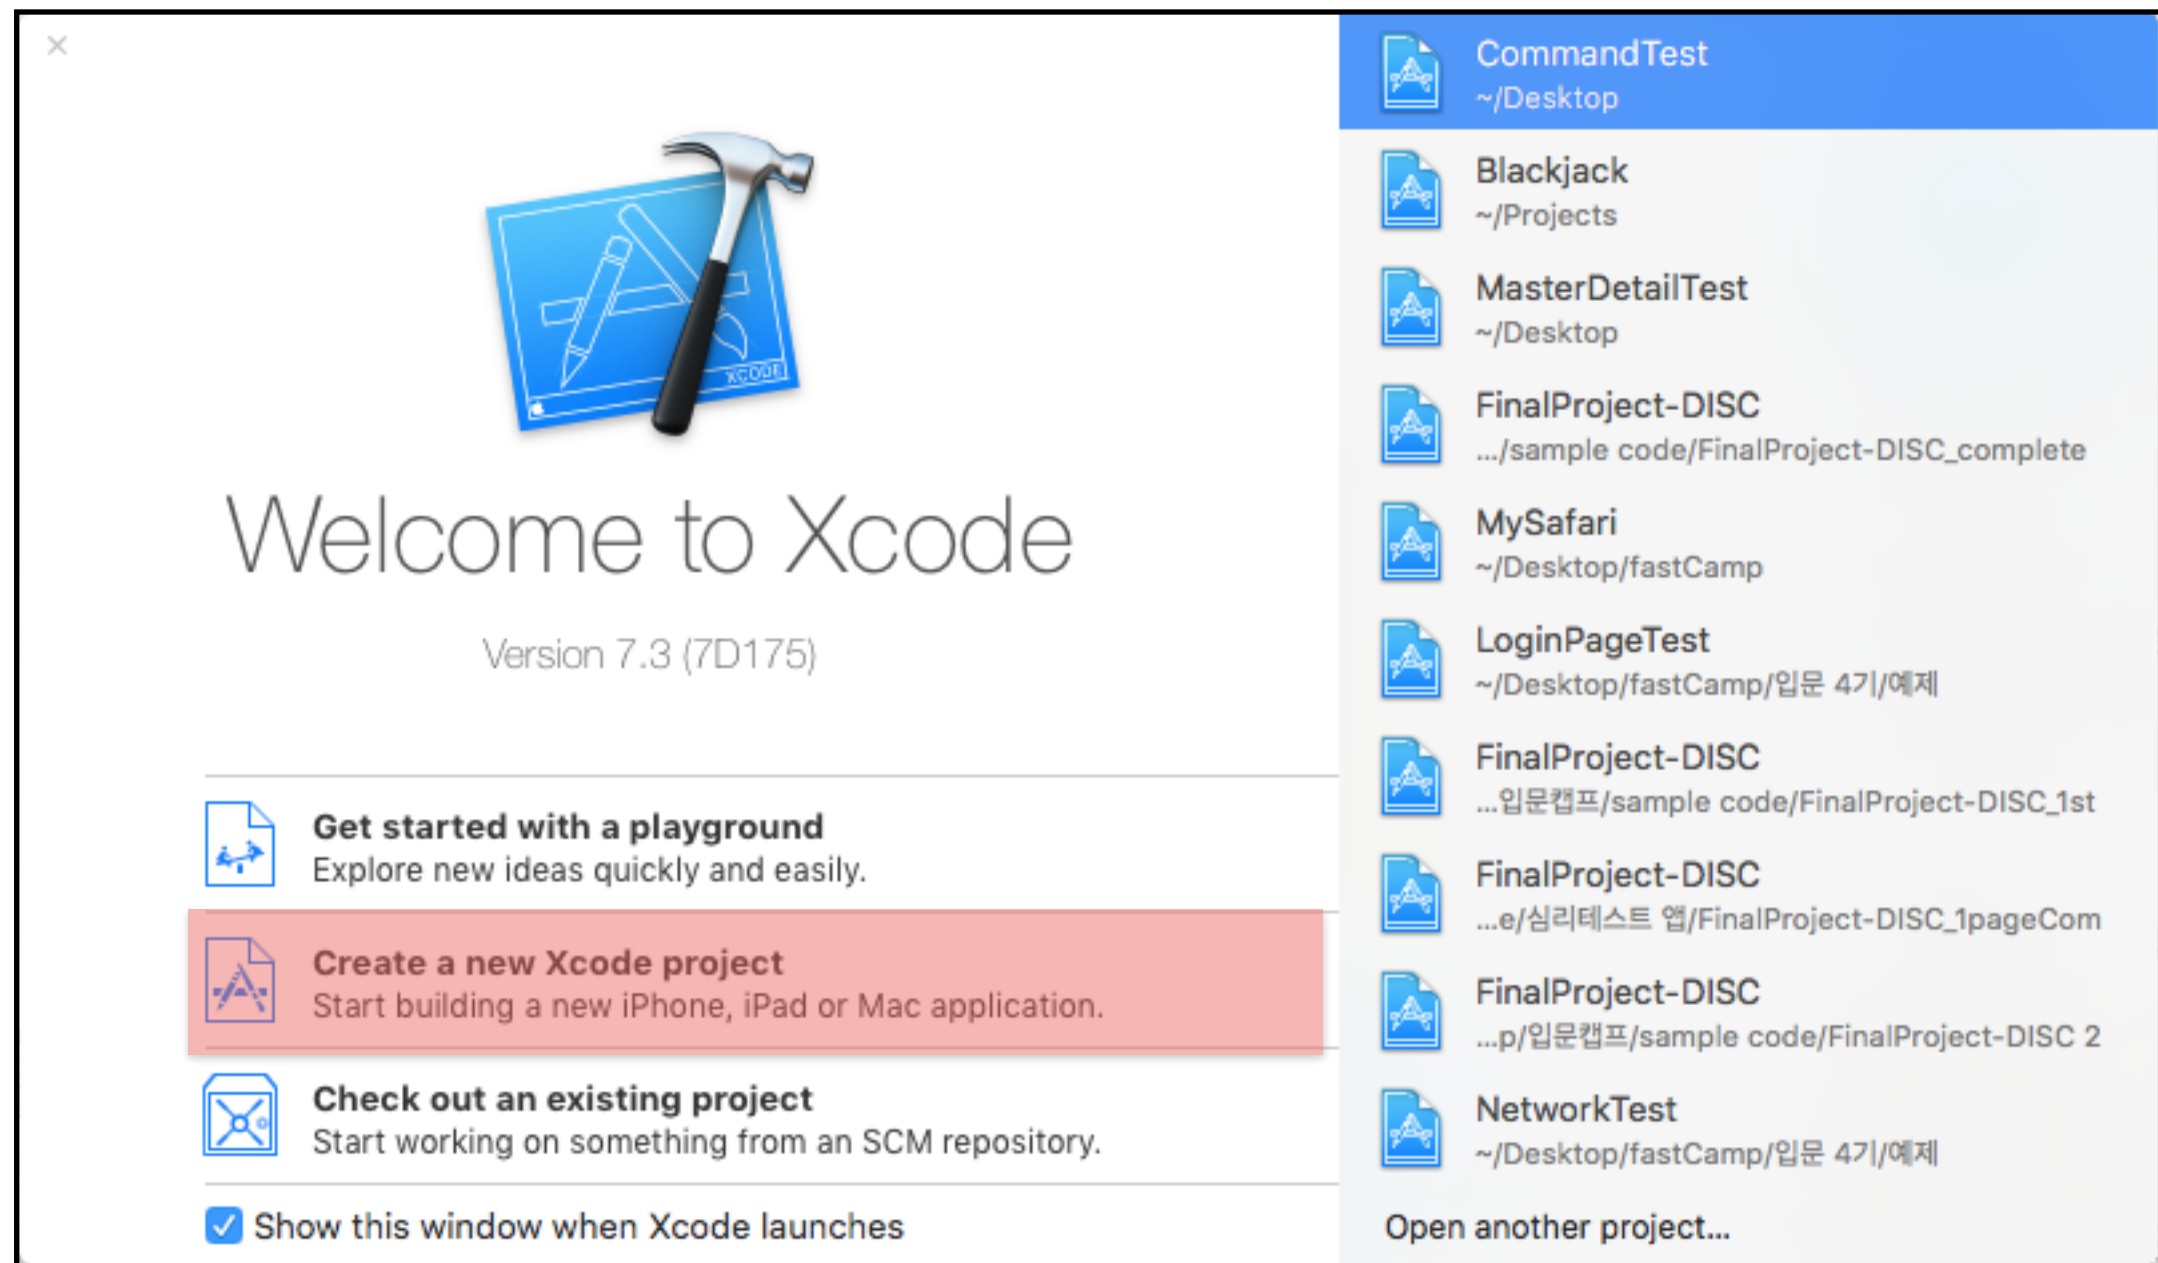 XCODE
Welcome to Xcode
Version 7.3 (7D175)
Get started with a playground
Explore new ideas quickly and easily.
Create a new Xcode project
Start building a new iPhone, iPad or Mac application.
Check out an existing project
Start working on something from an SCM repository.
Show this window when Xcode launches
CommandTest
~/Desktop
Blackjack
~/Projects
MasterDetailTest
~/Desktop
FinalProject-DISC
.../sample code/FinalProject-DISC_complete
MySafari
~/Desktop/fastCamp
LoginPageTest
~/Desktop/fastCamp/입문 4기/예제
FinalProject-DISC
...입문캠프/sample code/FinalProject-DISC_1st
FinalProject-DISC
...e/심리테스트 앱/FinalProject-DISC_1pageCom
FinalProject-DISC
...p/입문캠프/sample code/FinalProject-DISC 2
NetworkTest
~/Desktop/fastCamp/입문 4기/예제
Open another project...